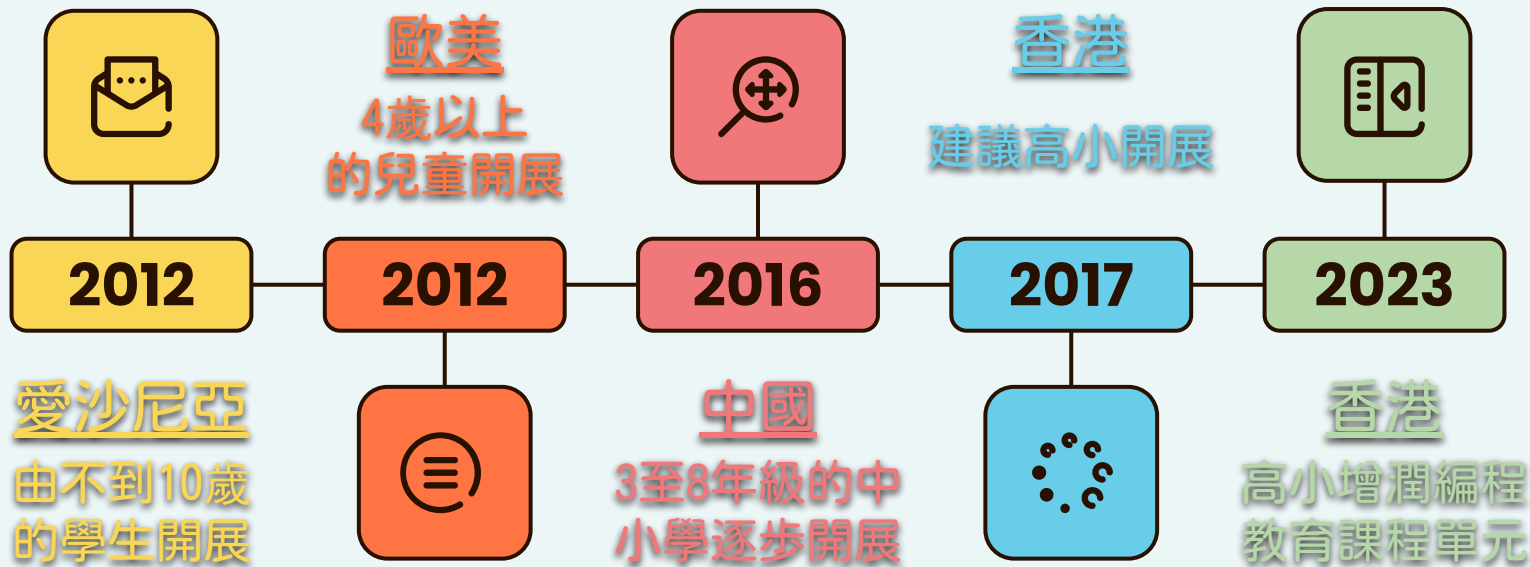 2012
愛沙尼亞
由不到10歲
的學生開展
歐美
4歲以上
的兒童開展
2012
2016
中國
3至8年級的中
小學逐步開展
香港
建議高小開展
2017
2023
香港
高小增潤編程
教育課程單元